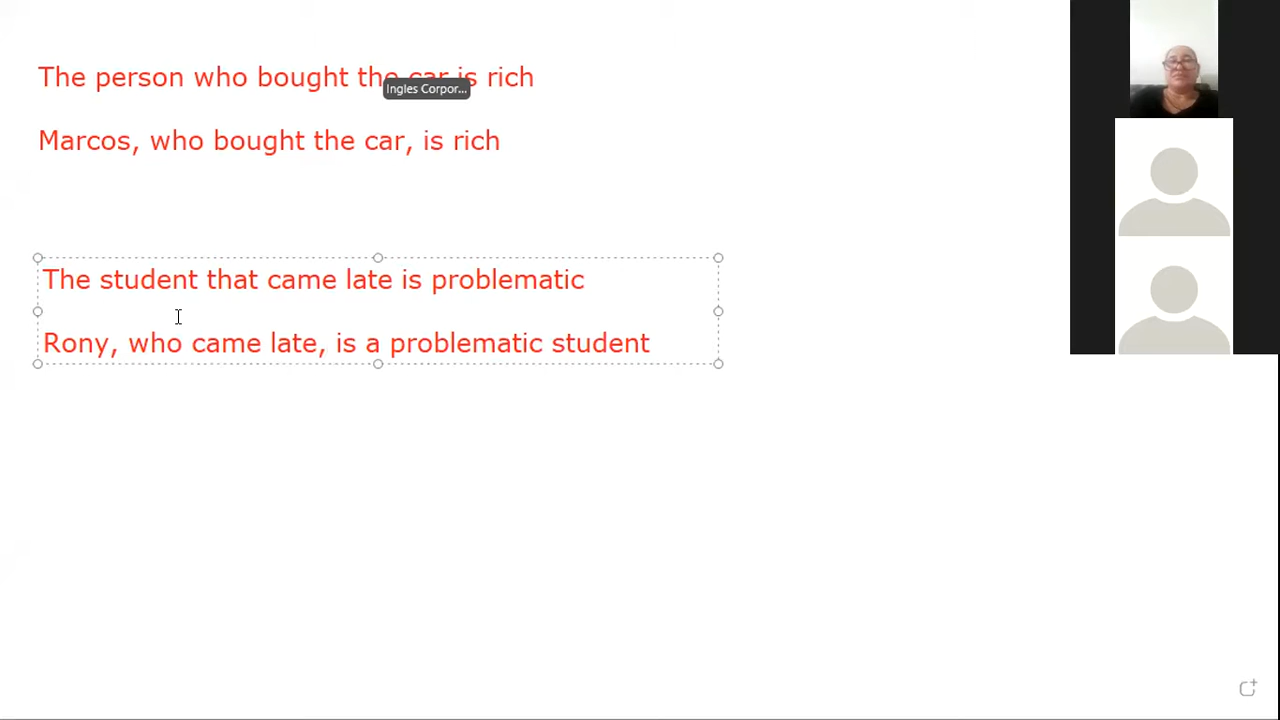 The person who bought the car is rich
Ingles Corpor...
Marcos, who bought the car, is rich
The student that came late is problematic
Rony, who came late, is a problematic student